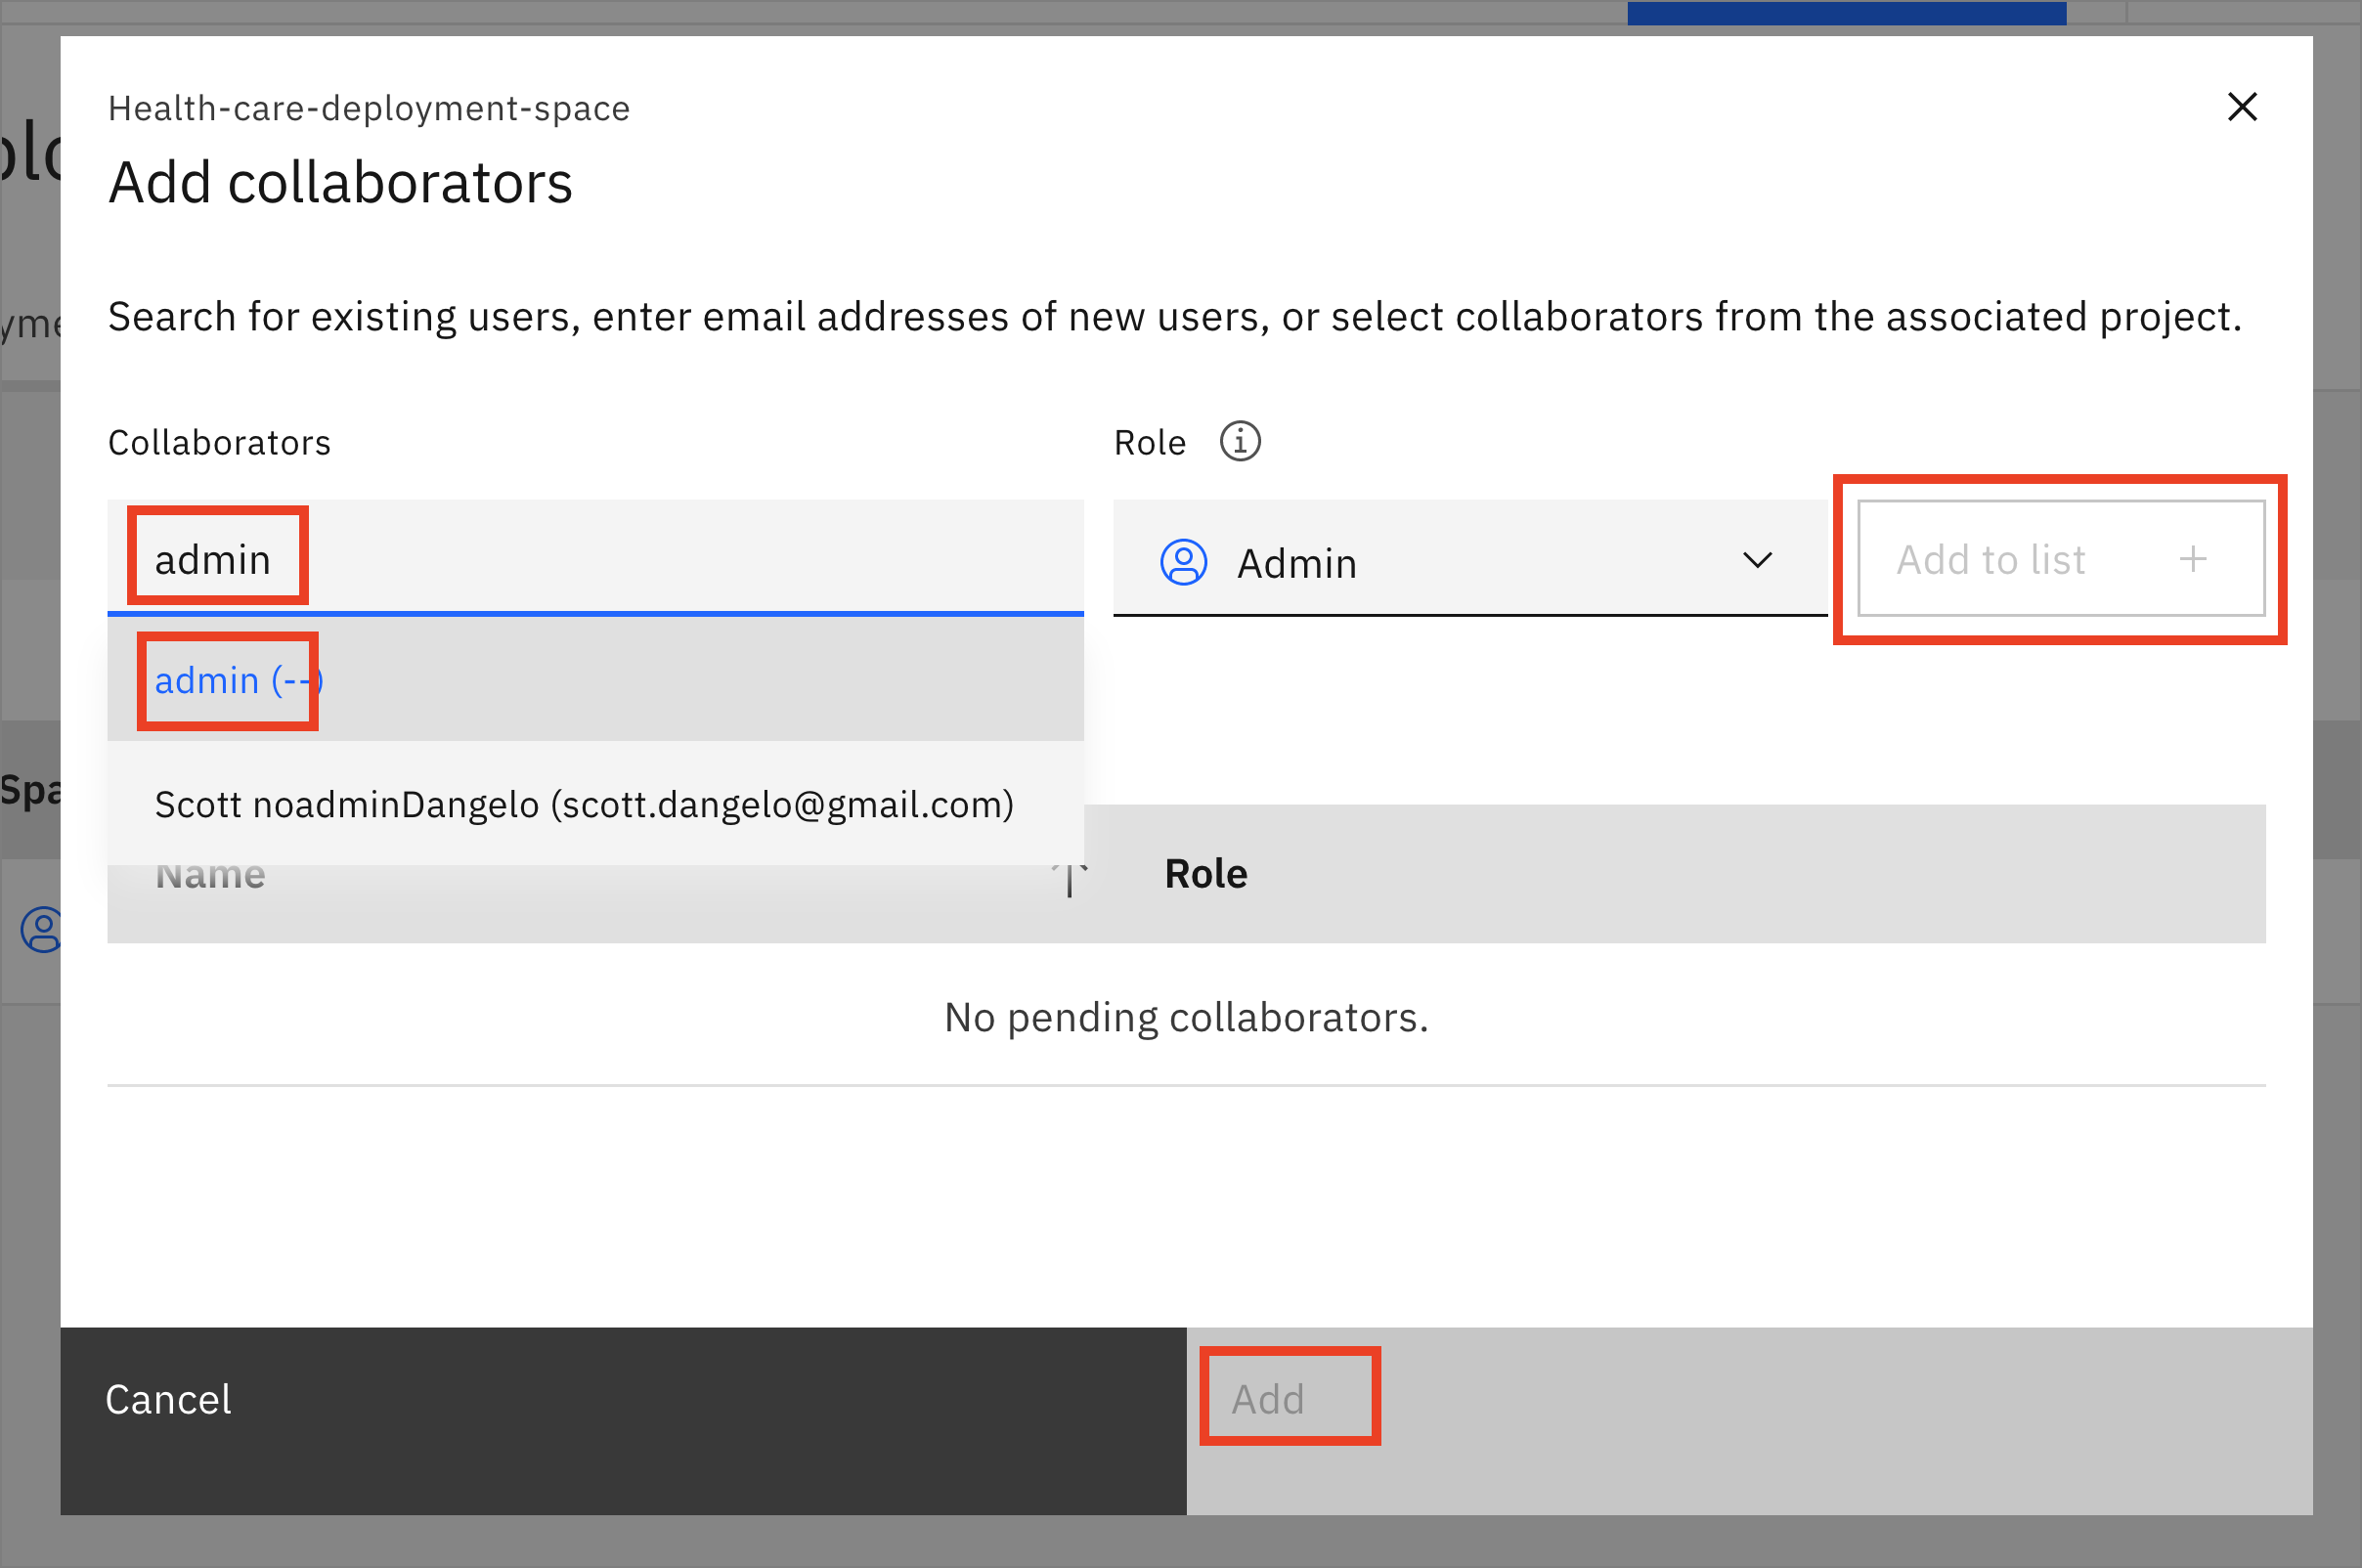 Health-care-deployment-space
Add collaborators
Search for existing users, enter email addresses of new users, or select collaborators from the associated project.
Collaborators
Role
admin
Admin
Add to list
admin (--)
Scott noadminDangelo (scott.dangelo@gmail.com)
Name
Role
No pending collaborators.
Cancel
Add